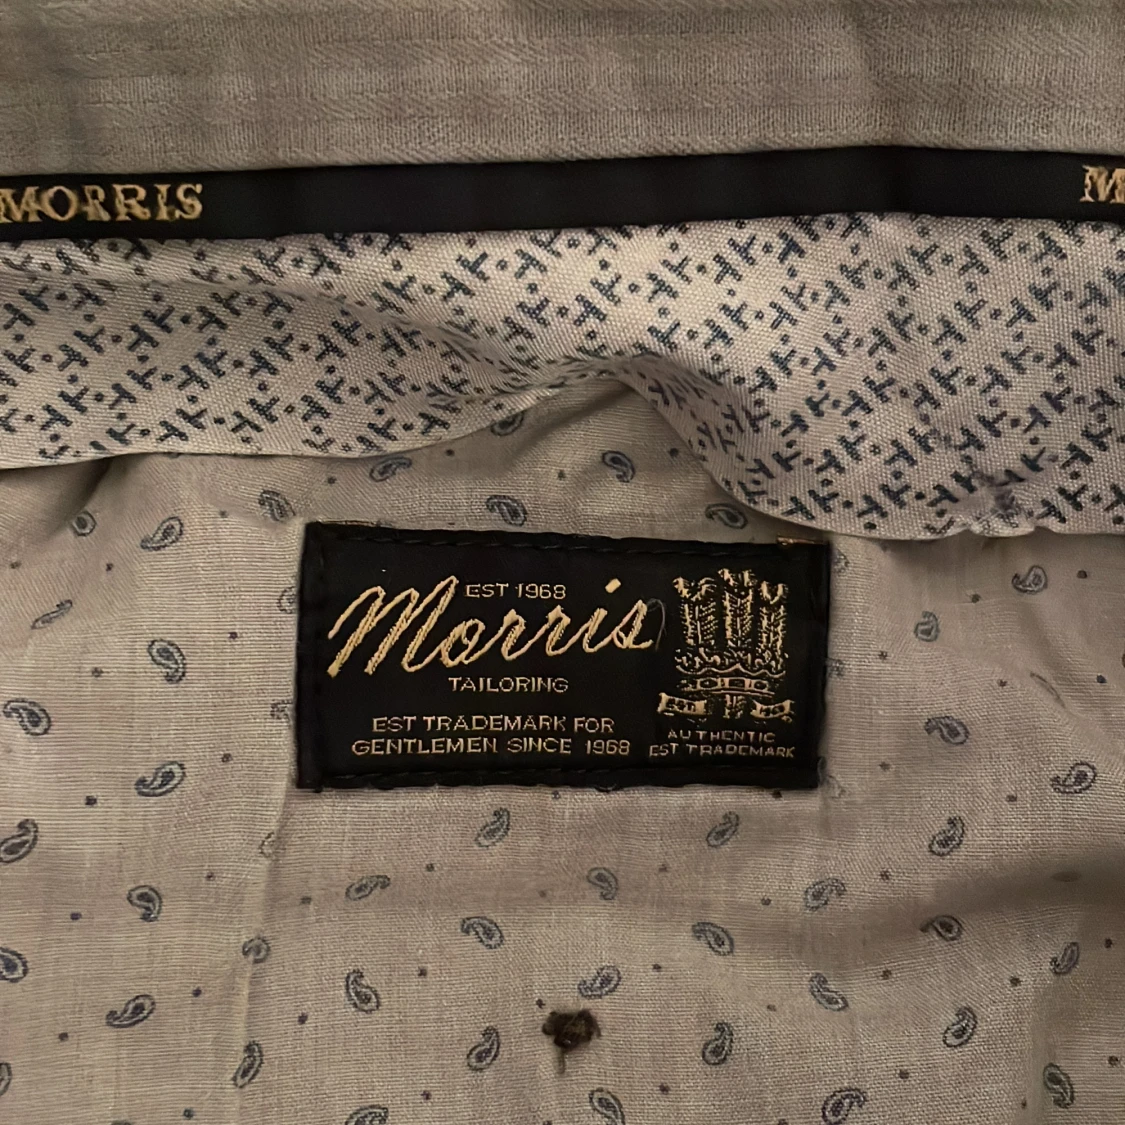 MORRIS
EST 1968
Morris
TAILORING
EST TRADEMARK FOR
GENTLEMEN SINCE 1968
AUTHENTIC
EST TRADEMARK